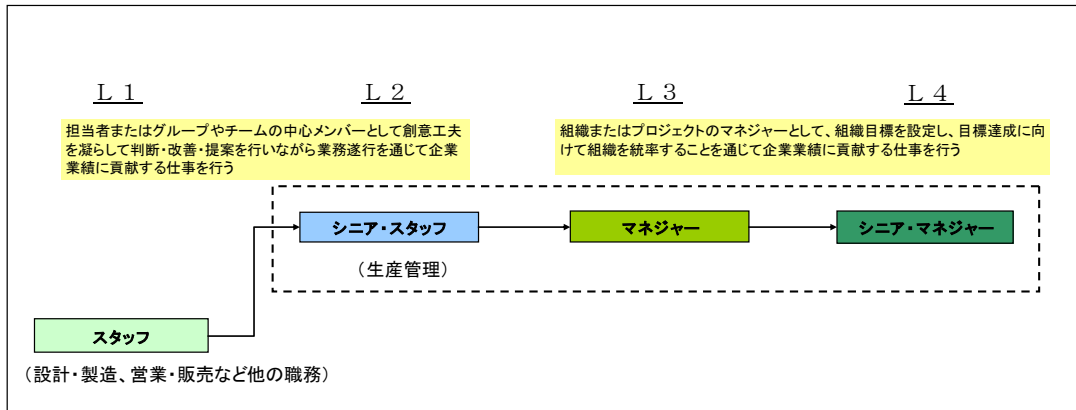 L1
L2
L3
L4
担当者またはグループやチームの中心メンバーとして創意工夫
を凝らして判断・改善・提案を行いながら業務遂行を通じて企業
業績に貢献する仕事を行う
組織またはプロジェクトのマネジャーとして、組織目標を設定し、目標達成に向
けて組織を統率することを通じて企業業績に貢献する仕事を行う
シニア・スタッフ
マネジャー
シニア・マネジャー
（生産管理）
スタッフ
（設計・製造、営業・販売など他の職務）